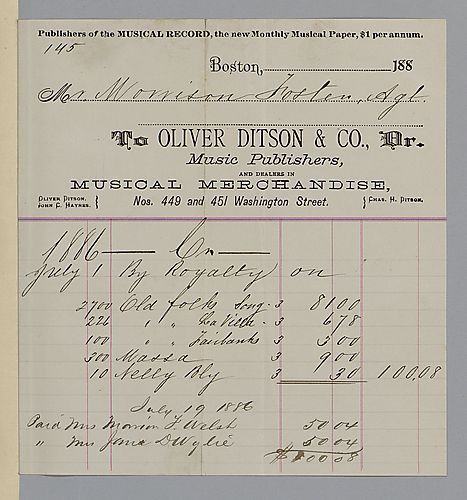 Publishers of the MUSICAL RECORD, the new Monthly Musical Paper, $1 per annum.
145
Boston, 188
Mr. Morrison Foster, Agt.
To OLIVER DITSON & CO., Dr.
Music Publishers,
AND DEALERS IN
MUSICAL MERCHANDISE,
OLIVER DITSON.
JOHN C. HAYNES.
Nos. 449 and 451 Washington Street.
CHAS. H. DITSON.
1886 — Cr —
July 1 By Royalty on
2700 Old folks Song - 3 81 00
226 " " La Ville - 3 6 78
100 " " Fairbanks 3 3 00
300 Massa 3 9 00
10 Nelly Bly 3 30 100.08
July 19 1886
Paid Mrs Marion F. Welsh 50 04
" Mrs Jane D Wylie 50 04
$100 08